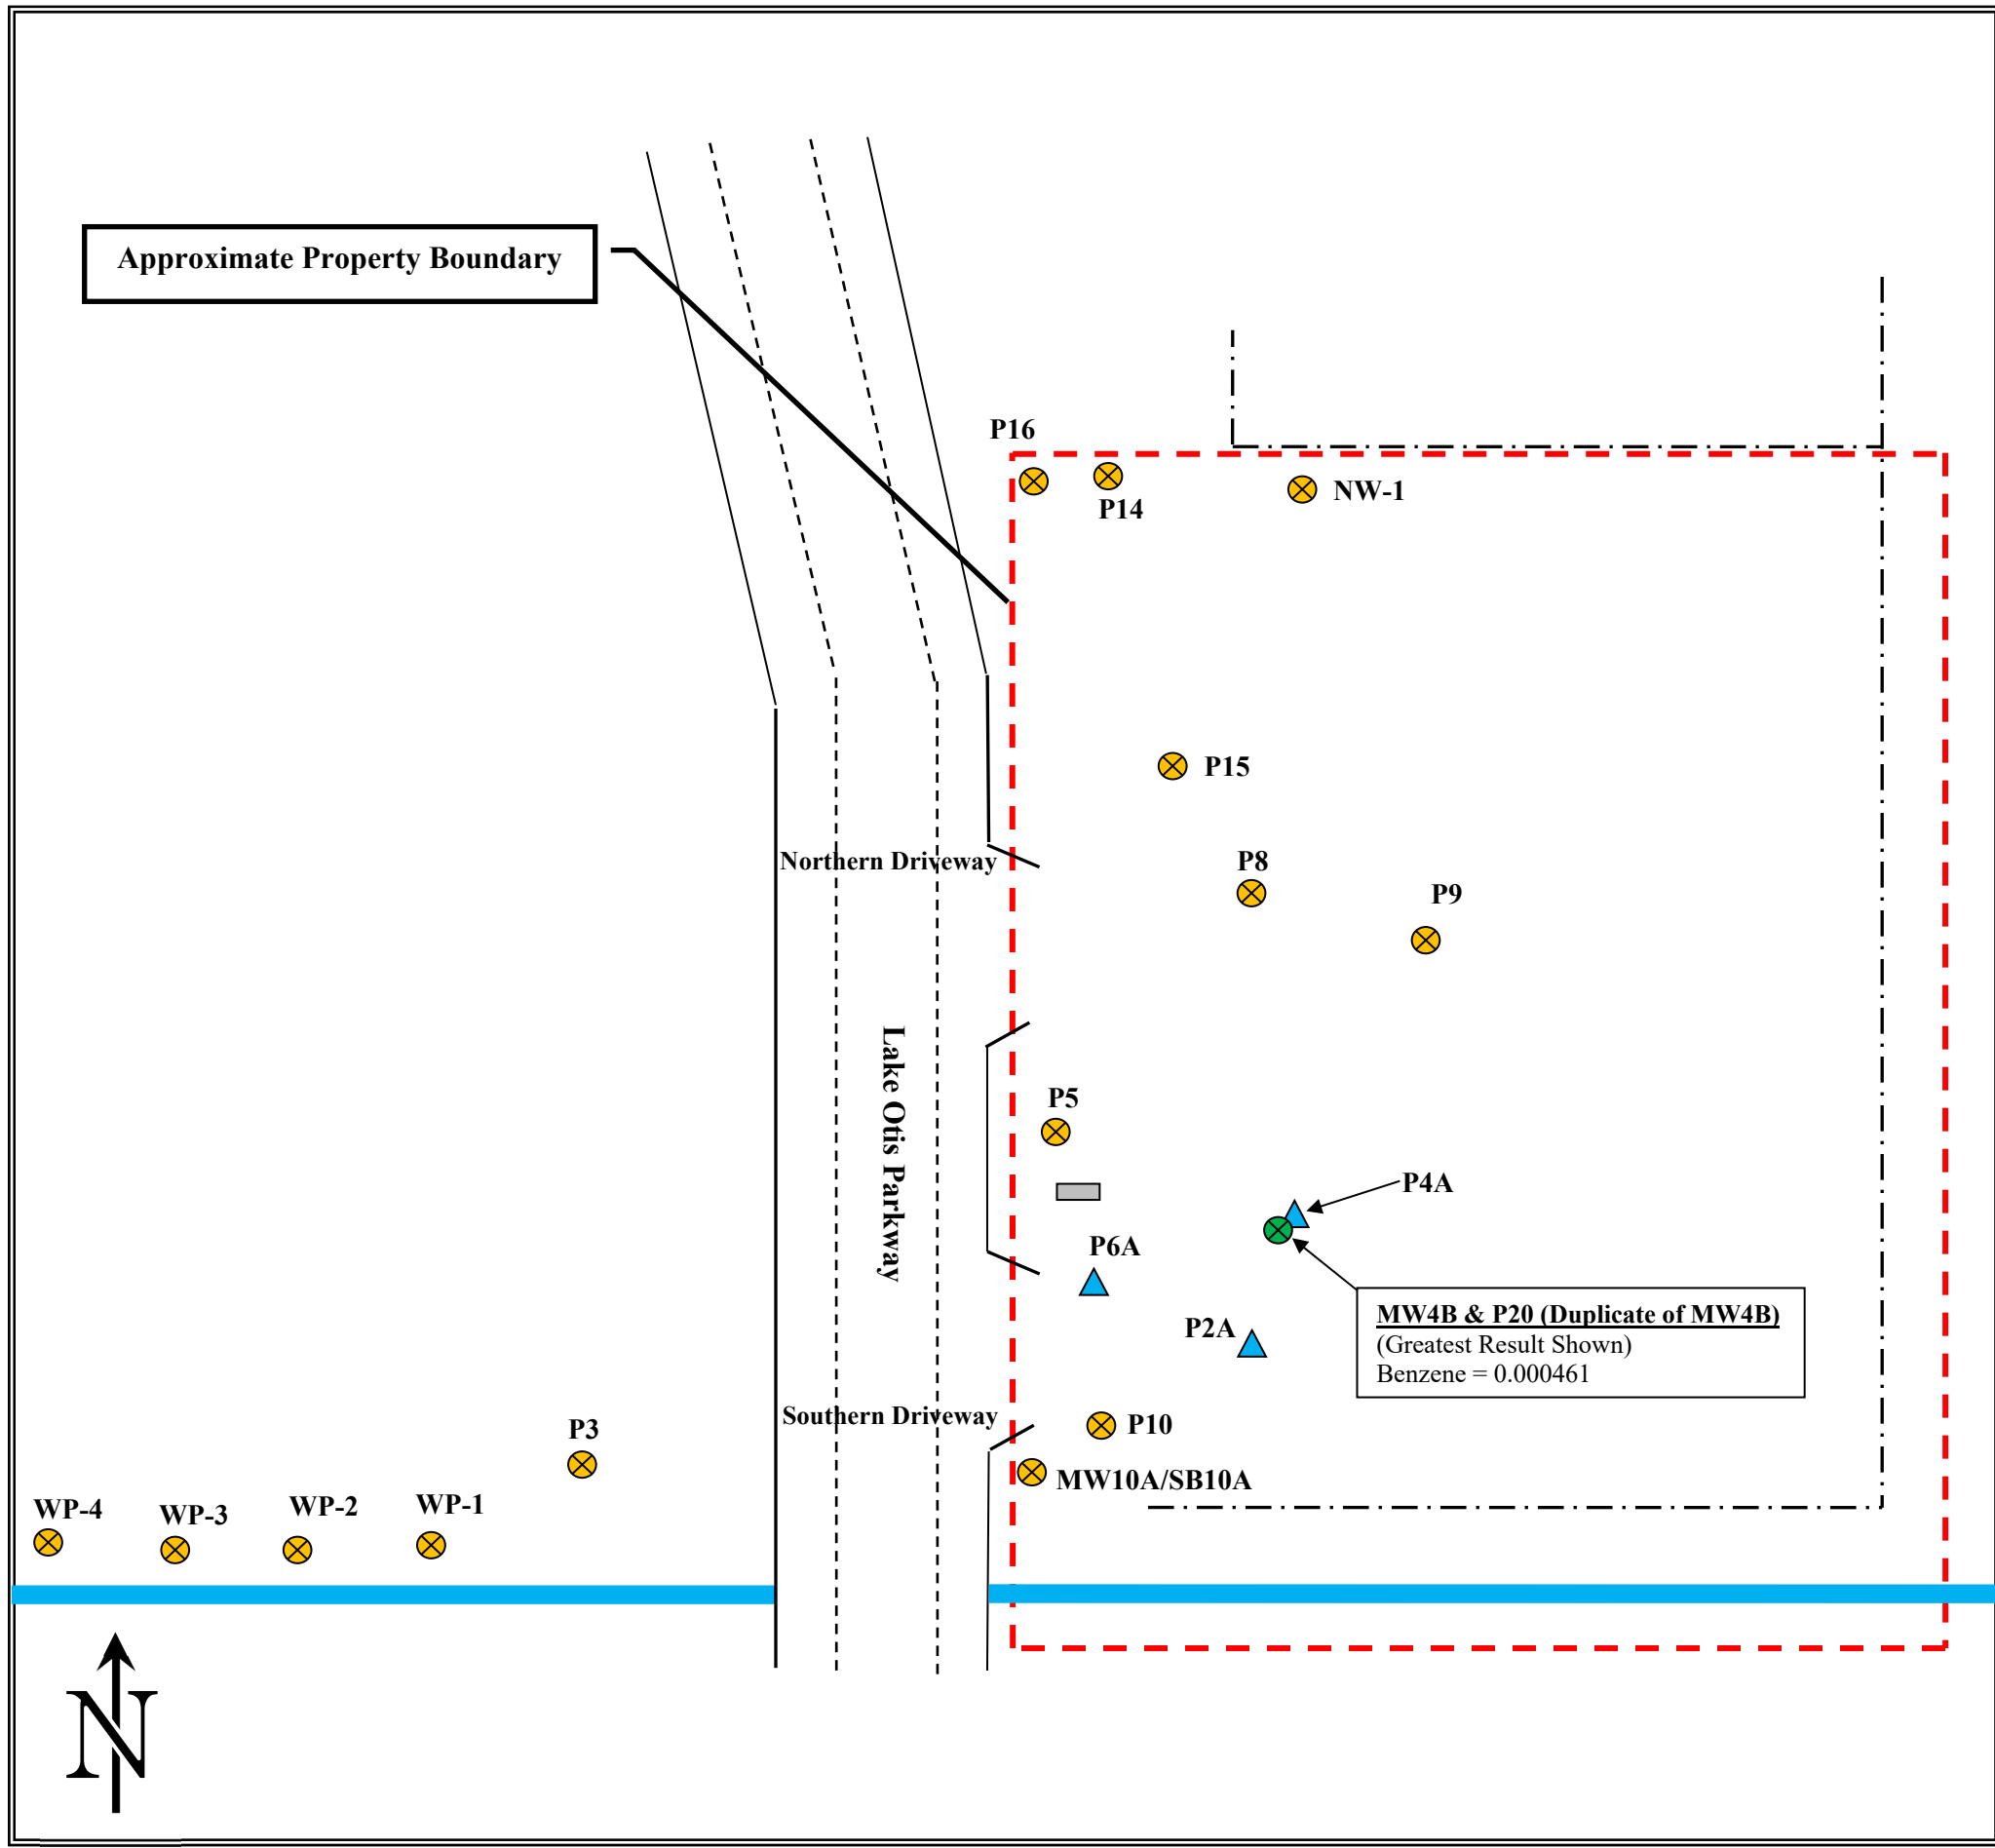 Approximate Property Boundary
P16
P14
NW-1
P15
Northern Driveway
P8
P9
Lake Otis Parkway
P5
P4A
P6A
MW4B & P20 (Duplicate of MW4B)
(Greatest Result Shown)
Benzene = 0.000461
P2A
Southern Driveway
P10
P3
MW10A/SB10A
WP-4
WP-3
WP-2
WP-1
N